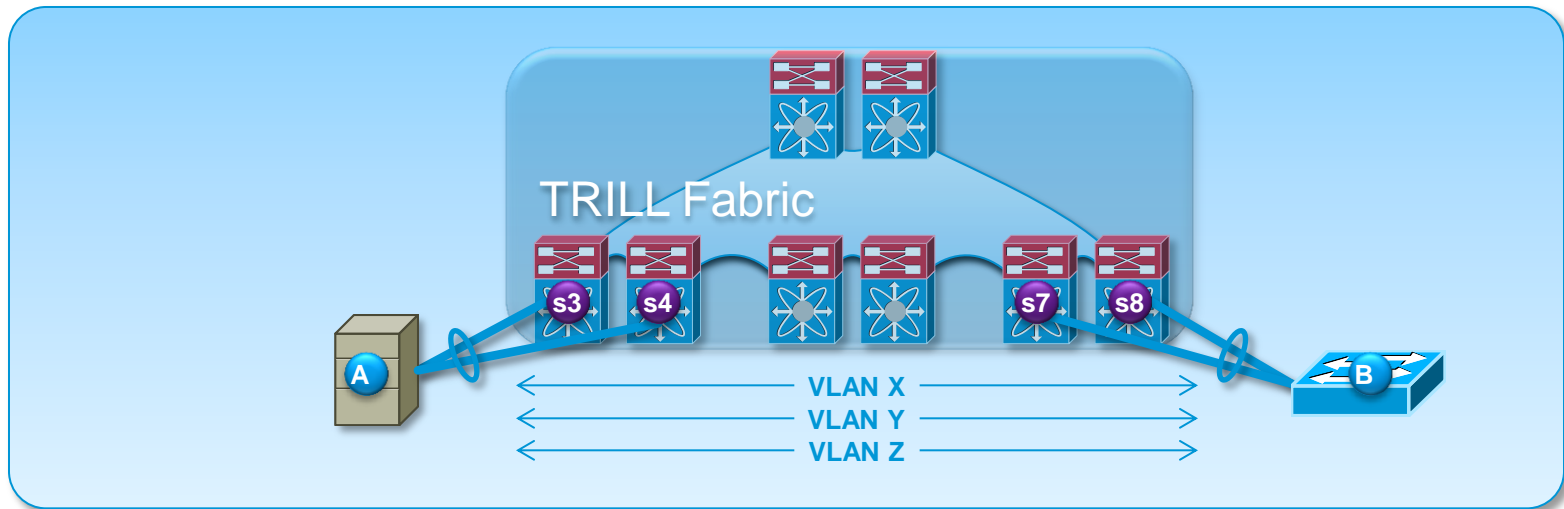 TRILL Fabric
s3
s4
s7
s8
A
B
VLAN X
VLAN Y
VLAN Z